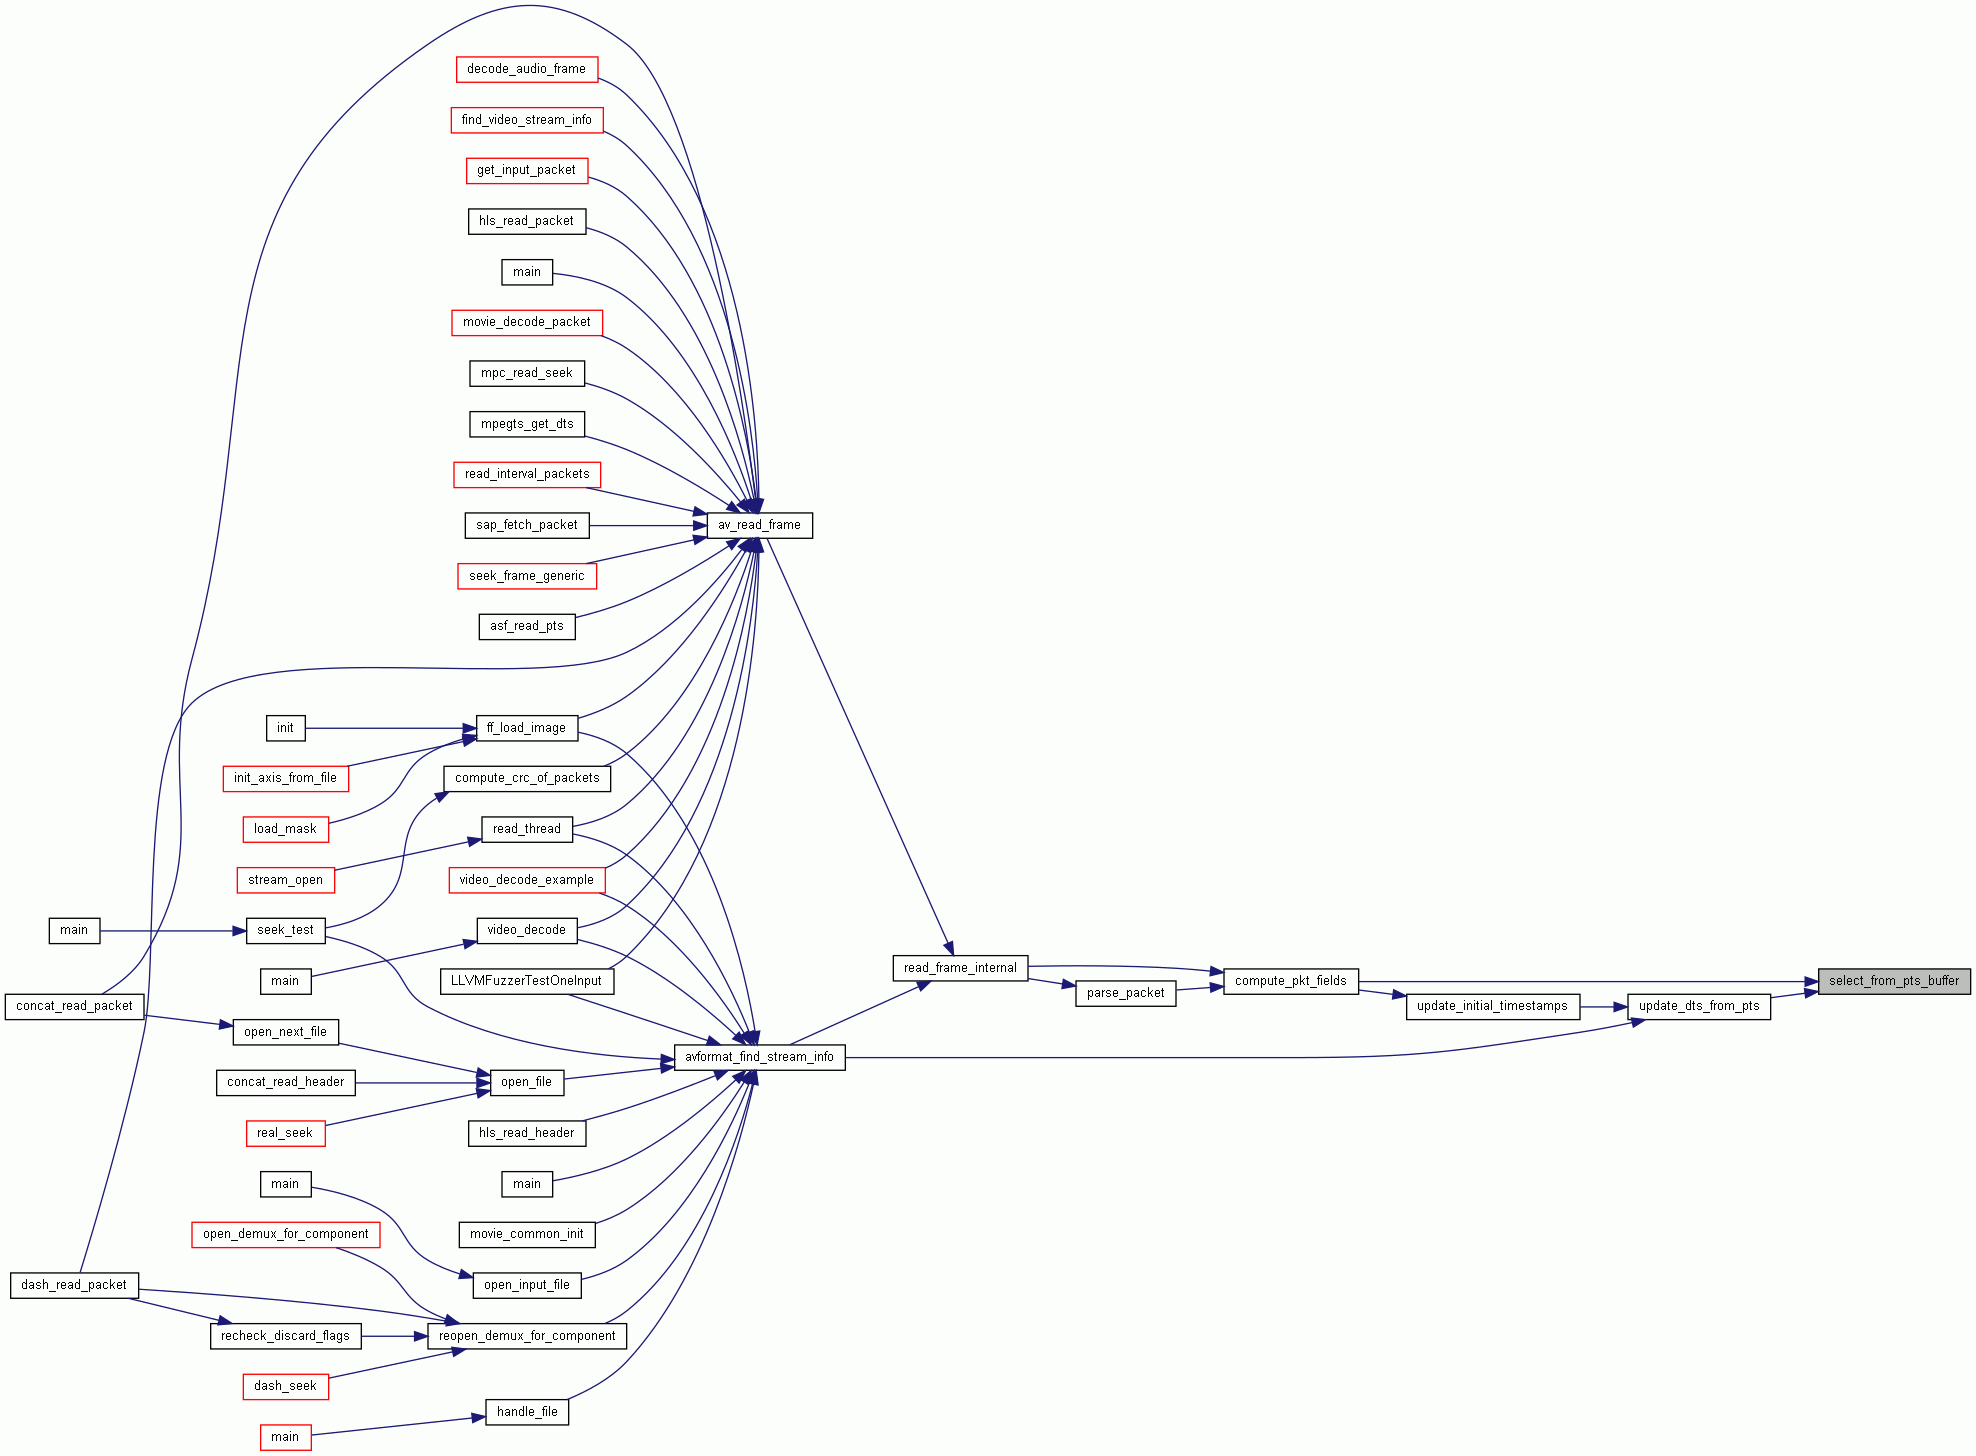 decode_audio_frame
find_video_stream_info
get_input_packet
hls_read_packet
main
movie_decode_packet
mpc_read_seek
mpegts_get_dts
read_interval_packets
sap_fetch_packet
av_read_frame
seek_frame_generic
asf_read_pts
init
ff_load_image
init_axis_from_file
compute_crc_of_packets
load_mask
read_thread
stream_open
video_decode_example
main
seek_test
video_decode
main
LLVMFuzzerTestOneInput
read_frame_internal
parse_packet
compute_pkt_fields
select_from_pts_buffer
concat_read_packet
update_initial_timestamps
update_dts_from_pts
open_next_file
avformat_find_stream_info
concat_read_header
open_file
real_seek
hls_read_header
main
main
open_demux_for_component
movie_common_init
dash_read_packet
open_input_file
recheck_discard_flags
reopen_demux_for_component
dash_seek
handle_file
main